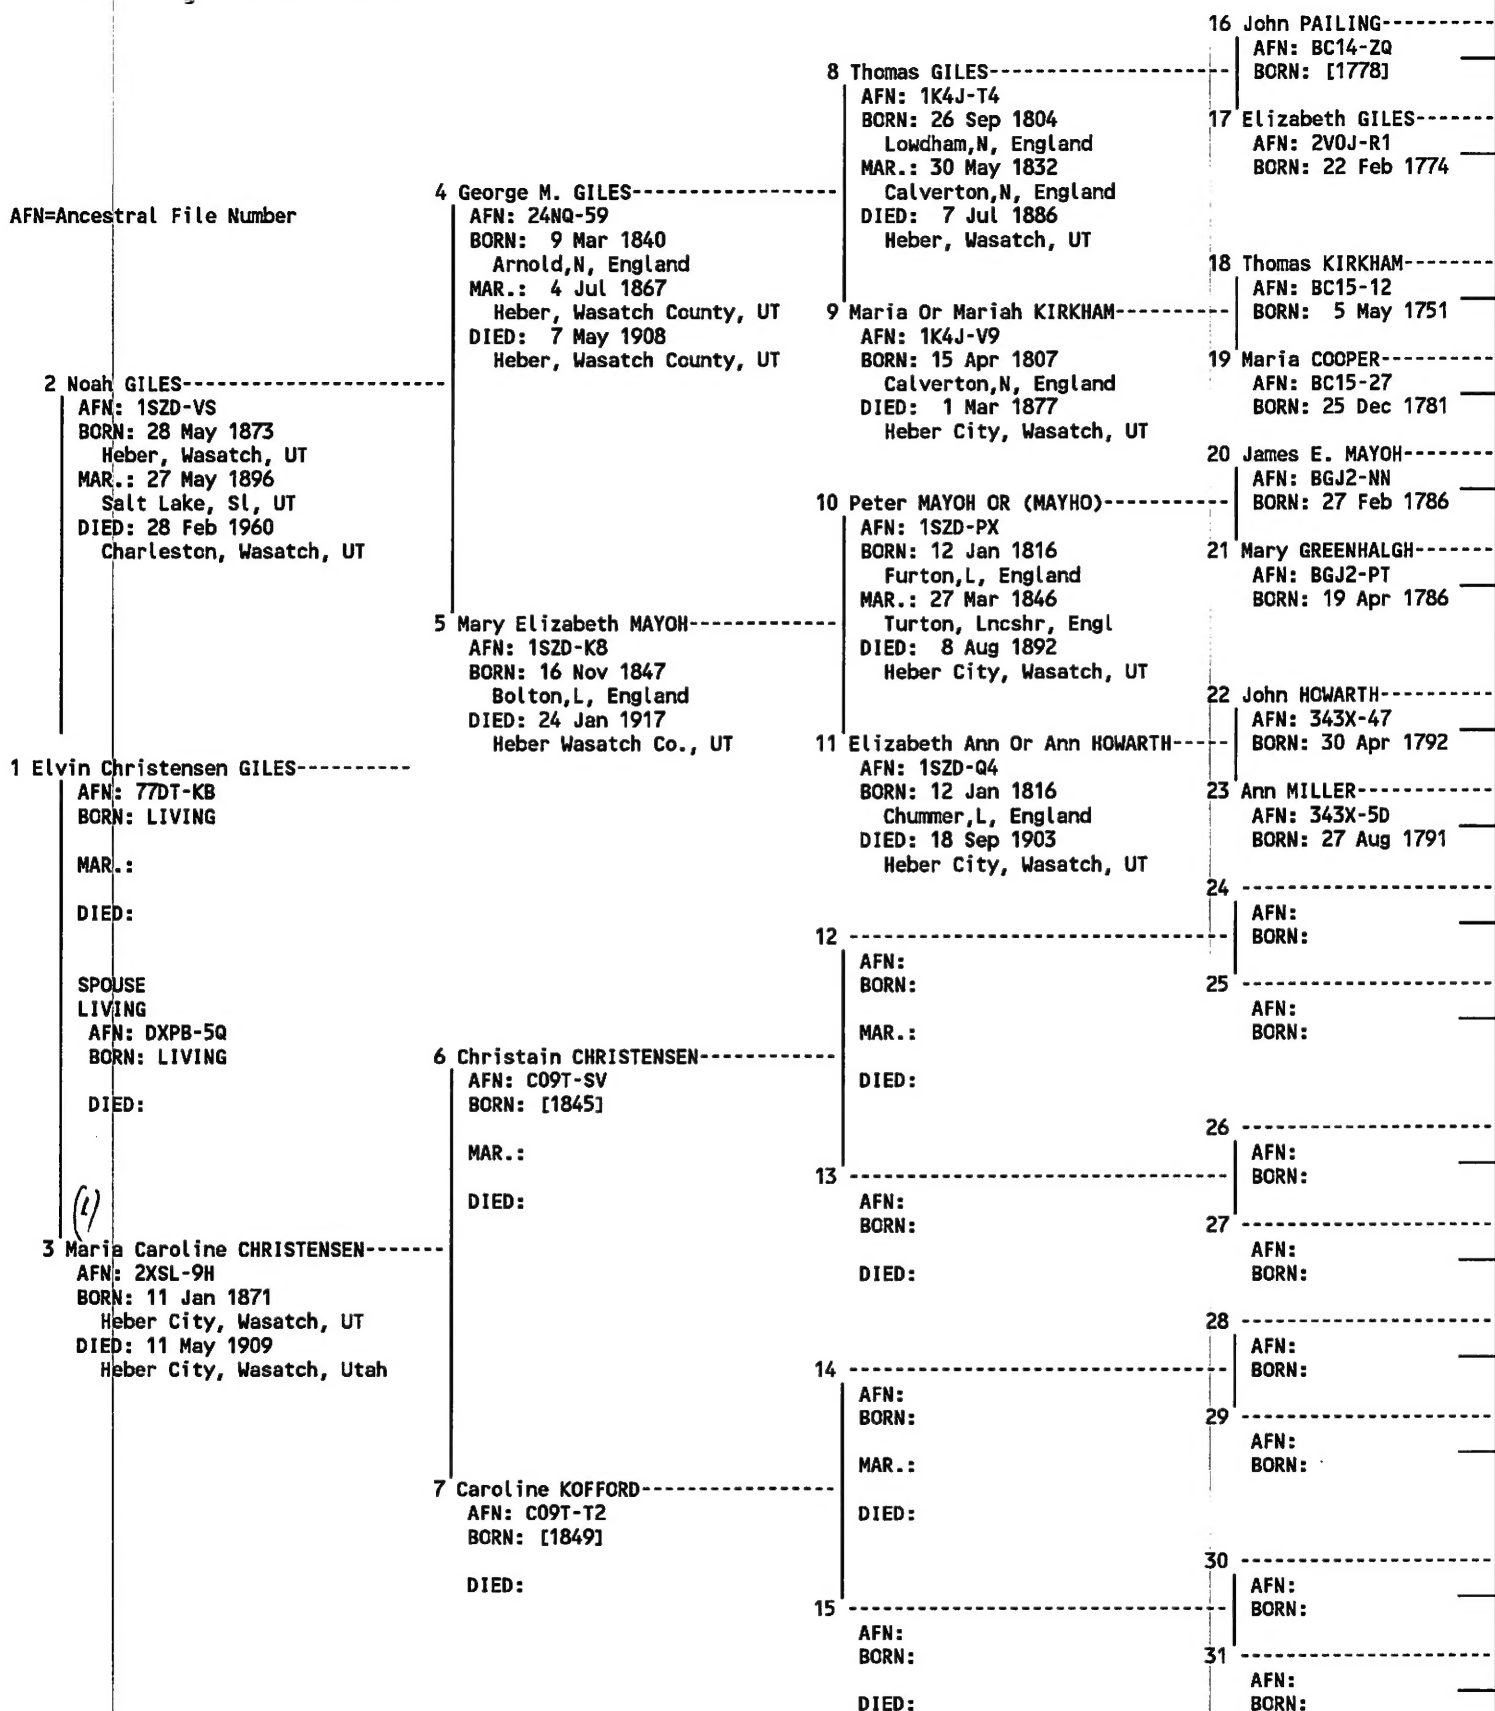 AFN=Ancestral File Number
1 Elvin Christensen GILES----------
AFN: 77DT-KB
BORN: LIVING
MAR.:
DIED:
SPOUSE
LIVING
AFN: DXPB-5Q
BORN: LIVING
DIED:
2 Noah GILES-----------------------
AFN: 1SZD-VS
BORN: 28 May 1873
Heber, Wasatch, UT
MAR.: 27 May 1896
Salt Lake, Sl, UT
DIED: 28 Feb 1960
Charleston, Wasatch, UT
(1)
3 Maria Caroline CHRISTENSEN-------
AFN: 2XSL-9H
BORN: 11 Jan 1871
Heber City, Wasatch, UT
DIED: 11 May 1909
Heber City, Wasatch, Utah
4 George M. GILES------------------
AFN: 24NQ-59
BORN:  9 Mar 1840
Arnold,N, England
MAR.:  4 Jul 1867
Heber, Wasatch County, UT
DIED:  7 May 1908
Heber, Wasatch County, UT
5 Mary Elizabeth MAYOH-------------
AFN: 1SZD-K8
BORN: 16 Nov 1847
Bolton,L, England
DIED: 24 Jan 1917
Heber Wasatch Co., UT
6 Christain CHRISTENSEN------------
AFN: C09T-SV
BORN: [1845]
MAR.:
DIED:
7 Caroline KOFFORD-----------------
AFN: C09T-T2
BORN: [1849]
DIED:
8 Thomas GILES---------------------
AFN: 1K4J-T4
BORN: 26 Sep 1804
Lowdham,N, England
MAR.: 30 May 1832
Calverton,N, England
DIED:  7 Jul 1886
Heber, Wasatch, UT
9 Maria Or Mariah KIRKHAM----------
AFN: 1K4J-V9
BORN: 15 Apr 1807
Calverton,N, England
DIED:  1 Mar 1877
Heber City, Wasatch, UT
10 Peter MAYOH OR (MAYHO)-----------
AFN: 1SZD-PX
BORN: 12 Jan 1816
Furton,L, England
MAR.: 27 Mar 1846
Turton, Lncshr, Engl
DIED:  8 Aug 1892
Heber City, Wasatch, UT
11 Elizabeth Ann Or Ann HOWARTH-----
AFN: 1SZD-Q4
BORN: 12 Jan 1816
Chummer,L, England
DIED: 18 Sep 1903
Heber City, Wasatch, UT
12 ---------------------------------
AFN:
BORN:
MAR.:
DIED:
13 ---------------------------------
AFN:
BORN:
DIED:
14 ---------------------------------
AFN:
BORN:
MAR.:
DIED:
15 ---------------------------------
AFN:
BORN:
DIED:
16 John PAILING----------
AFN: BC14-ZQ
BORN: [1778]
17 Elizabeth GILES-------
AFN: 2V0J-R1
BORN: 22 Feb 1774
18 Thomas KIRKHAM--------
AFN: BC15-12
BORN:  5 May 1751
19 Maria COOPER----------
AFN: BC15-27
BORN: 25 Dec 1781
20 James E. MAYOH--------
AFN: BGJ2-NN
BORN: 27 Feb 1786
21 Mary GREENHALGH-------
AFN: BGJ2-PT
BORN: 19 Apr 1786
22 John HOWARTH----------
AFN: 343X-47
BORN: 30 Apr 1792
23 Ann MILLER------------
AFN: 343X-5D
BORN: 27 Aug 1791
24 ----------------------
AFN:
BORN:
25 ----------------------
AFN:
BORN:
26 ----------------------
AFN:
BORN:
27 ----------------------
AFN:
BORN:
28 ----------------------
AFN:
BORN:
29 ----------------------
AFN:
BORN:
30 ----------------------
AFN:
BORN:
31 ----------------------
AFN:
BORN: